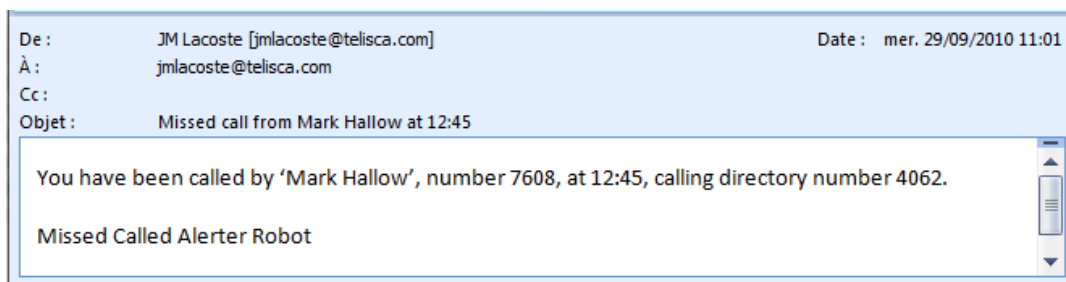 De : JM Lacoste [jmlacoste@telisca.com] Date : mer. 29/09/2010 11:01
À : jmlacoste@telisca.com
Cc :
Objet : Missed call from Mark Hallow at 12:45
You have been called by ‘Mark Hallow’, number 7608, at 12:45, calling directory number 4062.
Missed Called Alerter Robot